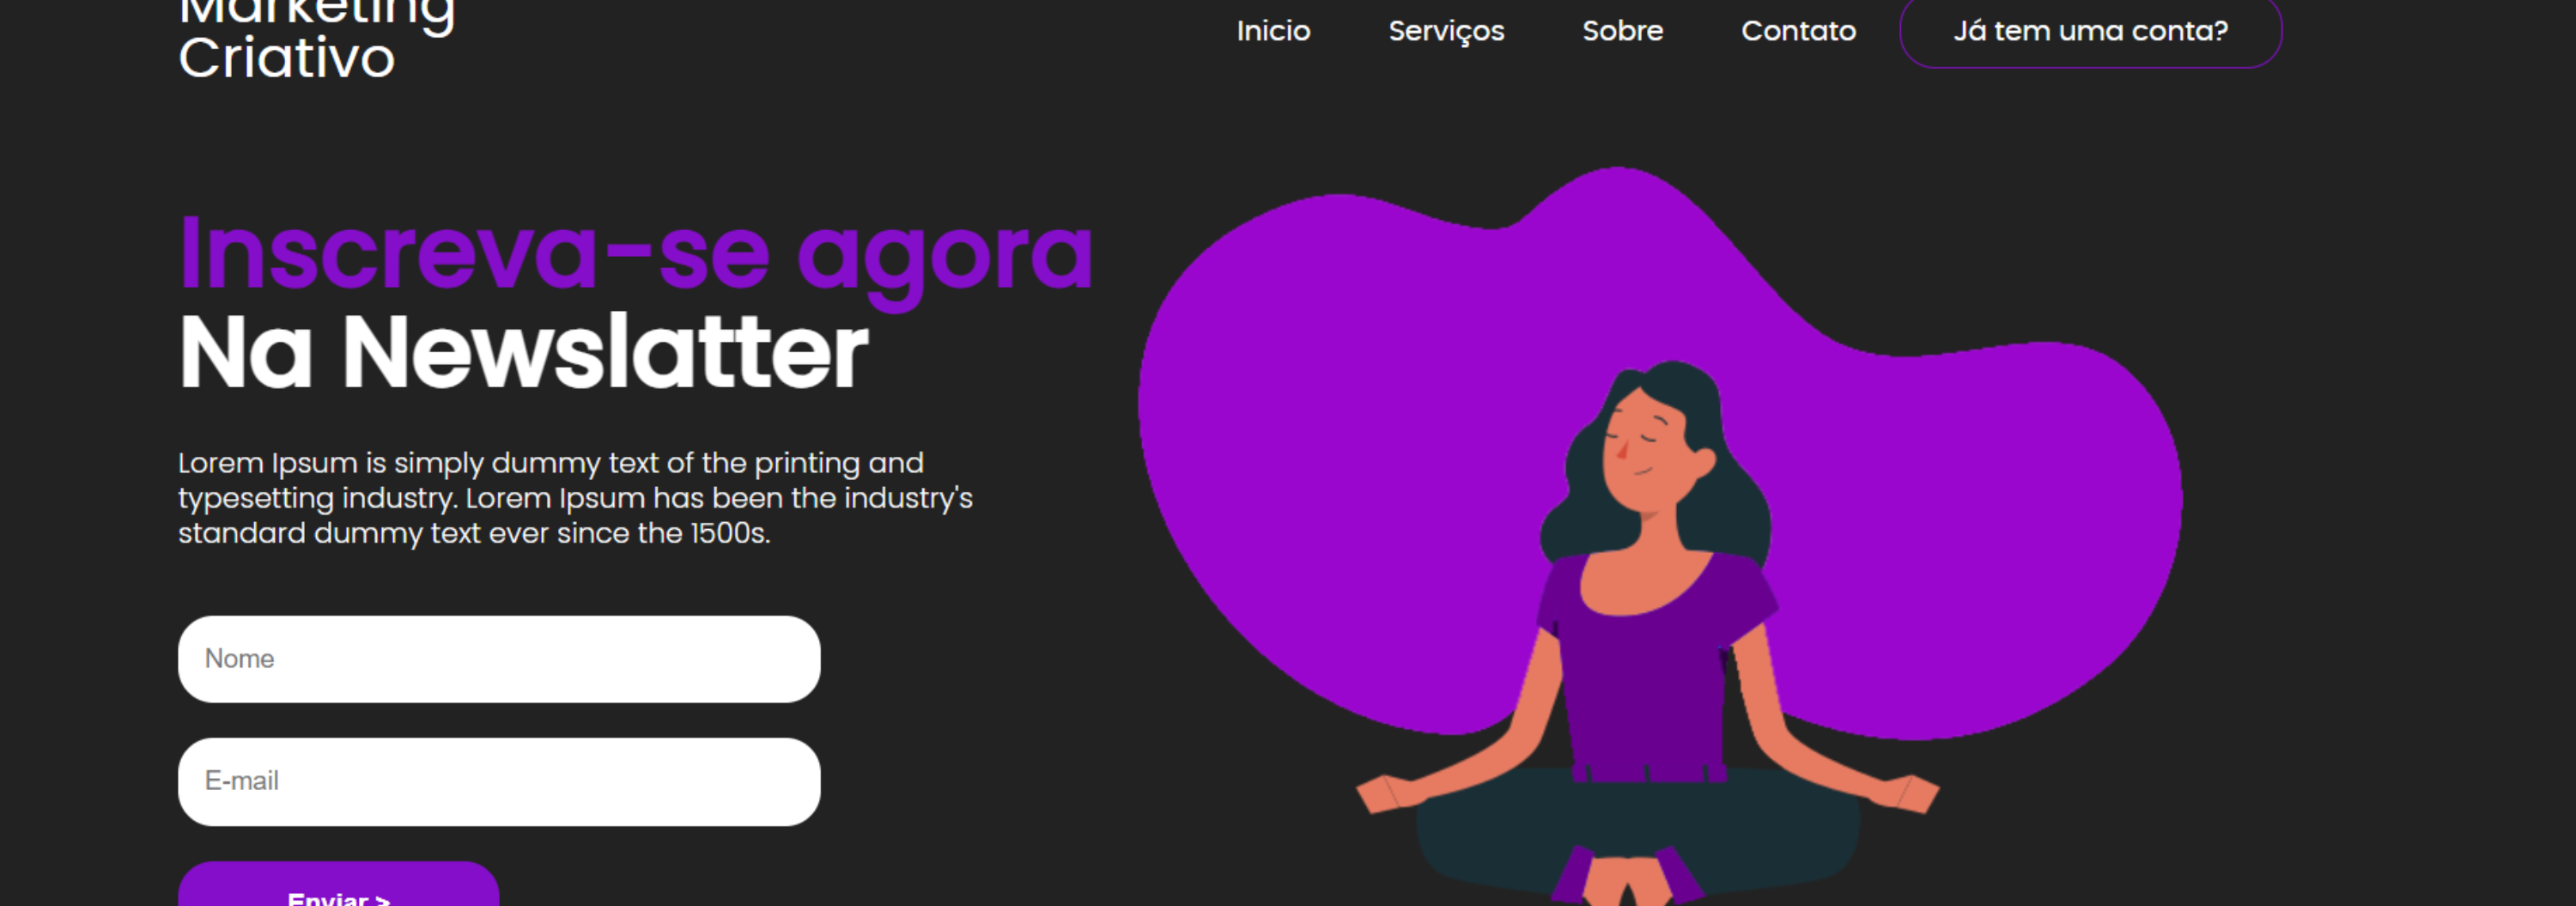 Marketing
Criativo
Inicio Serviços Sobre Contato Já tem uma conta?
Inscreva-se agora
Na Newslatter
Lorem Ipsum is simply dummy text of the printing and
typesetting industry. Lorem Ipsum has been the industry's
standard dummy text ever since the 1500s.
Nome
E-mail
Enviar >